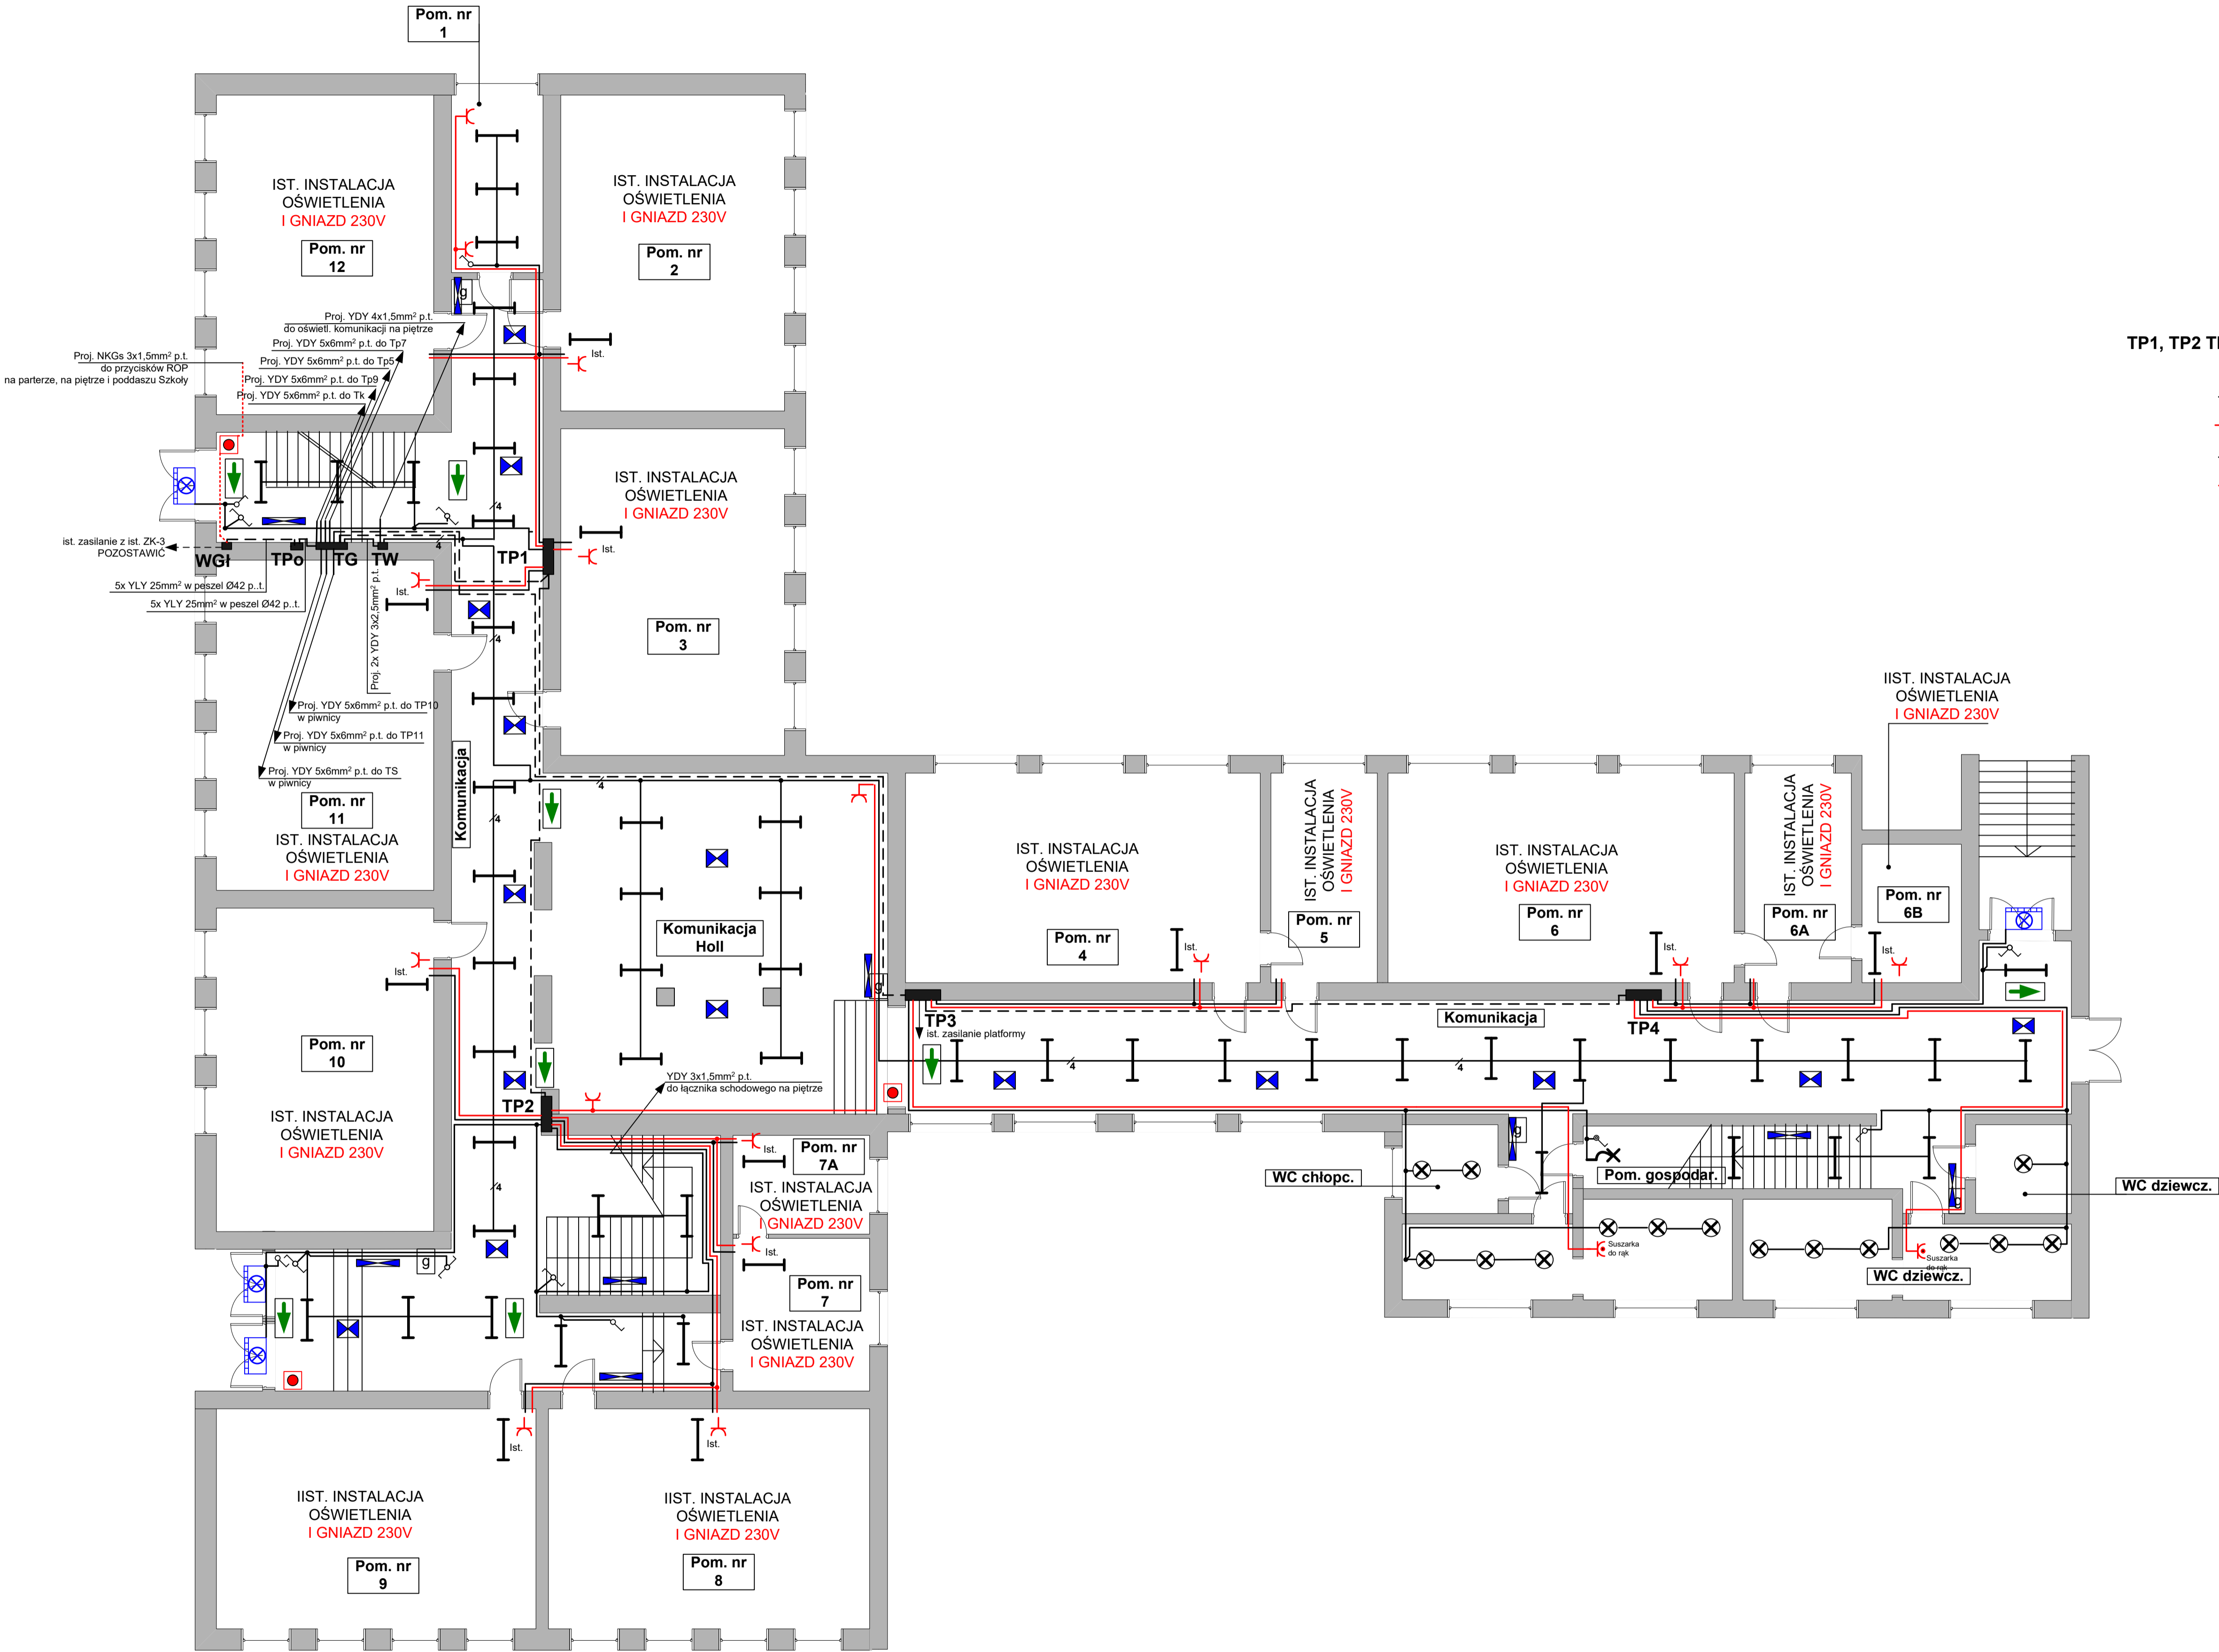 Pom. nr
1
IST. INSTALACJA
OŚWIETLENIA
I GNIAZD 230V
Pom. nr
12
IST. INSTALACJA
OŚWIETLENIA
I GNIAZD 230V
Pom. nr
2
g
Proj. YDY 4x1,5mm² p.t.
do oświetl. komunikacji na piętrze
Proj. YDY 5x6mm² p.t. do Tp7
Proj. YDY 5x6mm² p.t. do Tp5
Proj. YDY 5x6mm² p.t. do Tp9
Proj. YDY 5x6mm² p.t. do Tk
Proj. NKGs 3x1,5mm² p.t.
do przycisków ROP
na parterze, na piętrze i poddaszu Szkoły
Ist.
TP1, TP2 T
IST. INSTALACJA
OŚWIETLENIA
I GNIAZD 230V
4
4
Ist.
ist. zasilanie z ist. ZK-3
POZOSTAWIĆ
WGł
TPo
TG
TW
TP1
5x YLY 25mm² w peszel Ø42 p..t.
5x YLY 25mm² w peszel Ø42 p..t.
Ist.
Proj. 2x YDY 3x2,5mm² p.t.
4
Pom. nr
3
Proj. YDY 5x6mm² p.t. do TP10
w piwnicy
Proj. YDY 5x6mm² p.t. do TP11
w piwnicy
Proj. YDY 5x6mm² p.t. do TS
w piwnicy
Pom. nr
11
IST. INSTALACJA
OŚWIETLENIA
I GNIAZD 230V
Komunikacja
4
4
IIST. INSTALACJA
OŚWIETLENIA
I GNIAZD 230V
IST. INSTALACJA
OŚWIETLENIA
I GNIAZD 230V
Pom. nr
4
IST. INSTALACJA
OŚWIETLENIA
I GNIAZD 230V
Pom. nr
5
IST. INSTALACJA
OŚWIETLENIA
I GNIAZD 230V
Pom. nr
6
IST. INSTALACJA
OŚWIETLENIA
I GNIAZD 230V
Pom. nr
6A
Pom. nr
6B
Komunikacja
Holl
g
Ist.
Ist.
Ist.
Ist.
TP3
ist. zasilanie platformy
Komunikacja
TP4
4
4
Pom. nr
10
IST. INSTALACJA
OŚWIETLENIA
I GNIAZD 230V
YDY 3x1,5mm² p.t.
do łącznika schodowego na piętrze
TP2
4
Ist.
Pom. nr
7A
IST. INSTALACJA
OŚWIETLENIA
I GNIAZD 230V
g
WC chłopc.
Pom. gospodar.
g
WC dziewcz.
Suszarka
do rąk
Suszarka
do rąk
WC dziewcz.
g
Ist.
Pom. nr
7
IST. INSTALACJA
OŚWIETLENIA
I GNIAZD 230V
Ist.
Ist.
IIST. INSTALACJA
OŚWIETLENIA
I GNIAZD 230V
Pom. nr
9
IIST. INSTALACJA
OŚWIETLENIA
I GNIAZD 230V
Pom. nr
8